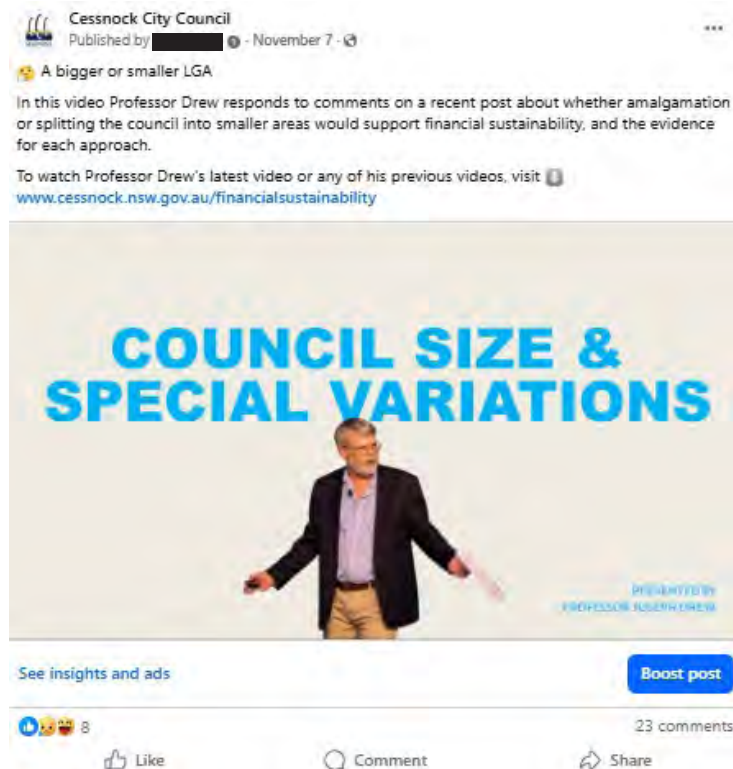 Cessnock City Council
Published by
· November 7 ·
A bigger or smaller LGA
In this video Professor Drew responds to comments on a recent post about whether amalgamation
or splitting the council into smaller areas would support financial sustainability, and the evidence
for each approach.
To watch Professor Drew's latest video or any of his previous videos, visit
www.cessnock.nsw.gov.au/financialsustainability
COUNCIL SIZE &
SPECIAL VARIATIONS
PRESENTED BY
PROFESSOR JOSEPH DREW
See insights and ads
Boost post
8
23 comments
Like
Comment
Share